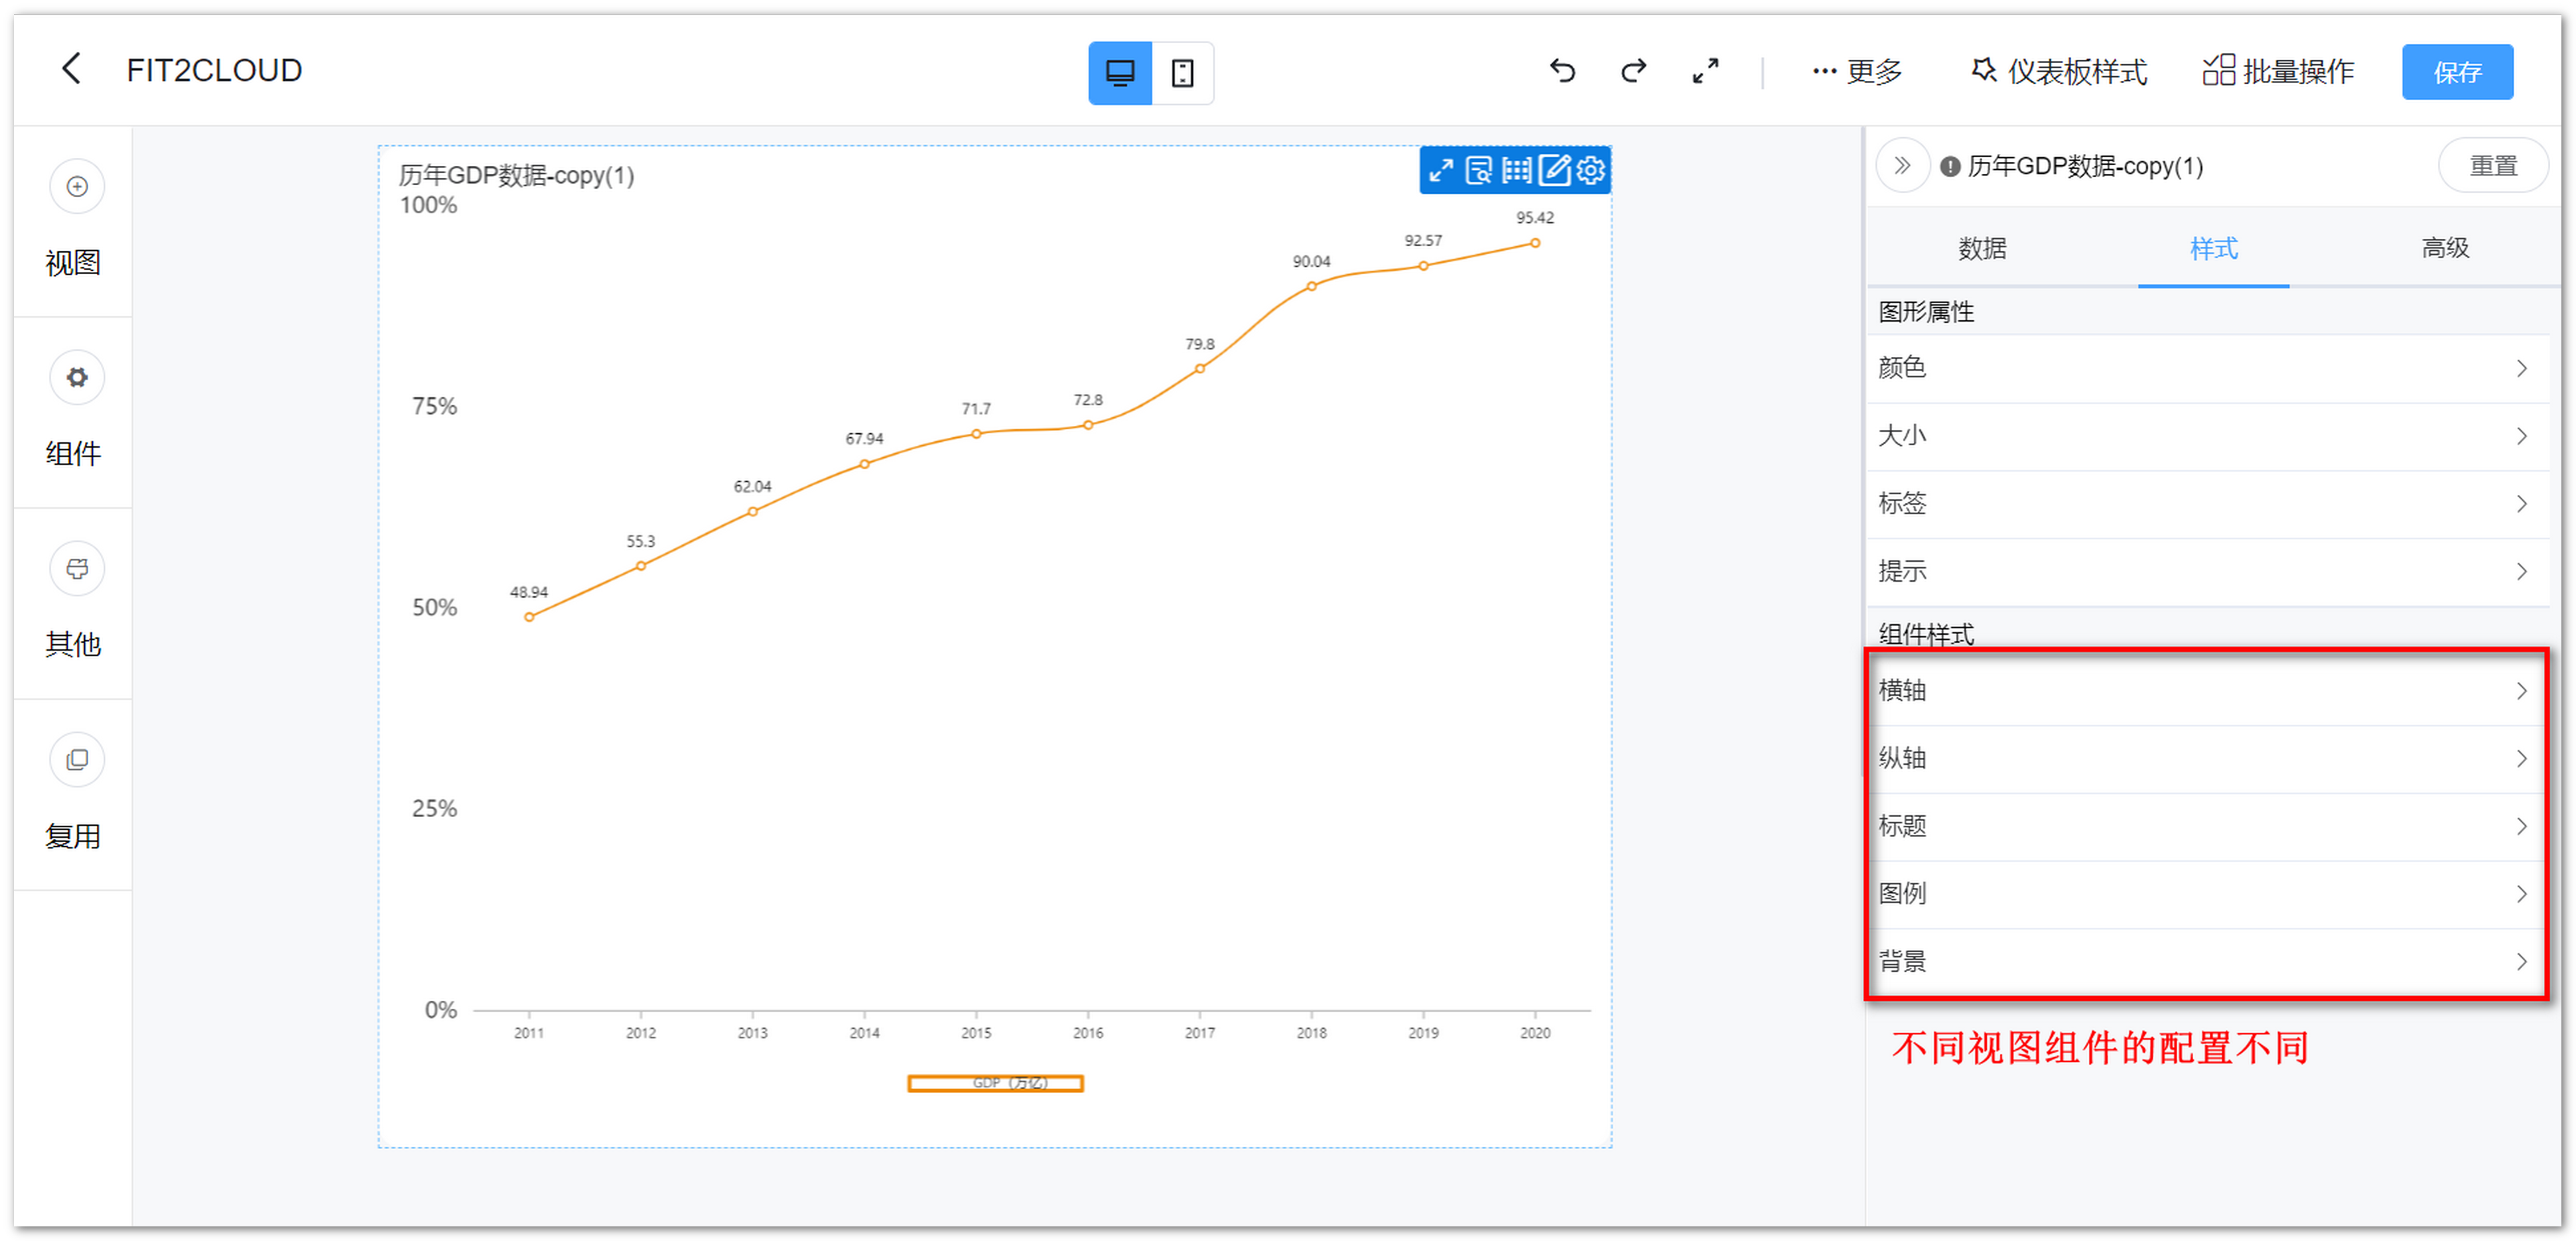 FIT2CLOUD
更多
仪表板样式
批量操作
保存
视图
组件
其他
复用
历年GDP数据-copy(1)
100%
75%
50%
25%
0%
48.94
55.3
62.04
67.94
71.7
72.8
79.8
90.04
92.57
95.42
2011
2012
2013
2014
2015
2016
2017
2018
2019
2020
GDP（万亿）
历年GDP数据-copy(1)
重置
数据
样式
高级
图形属性
颜色
大小
标签
提示
组件样式
横轴
纵轴
标题
图例
背景
不同视图组件的配置不同